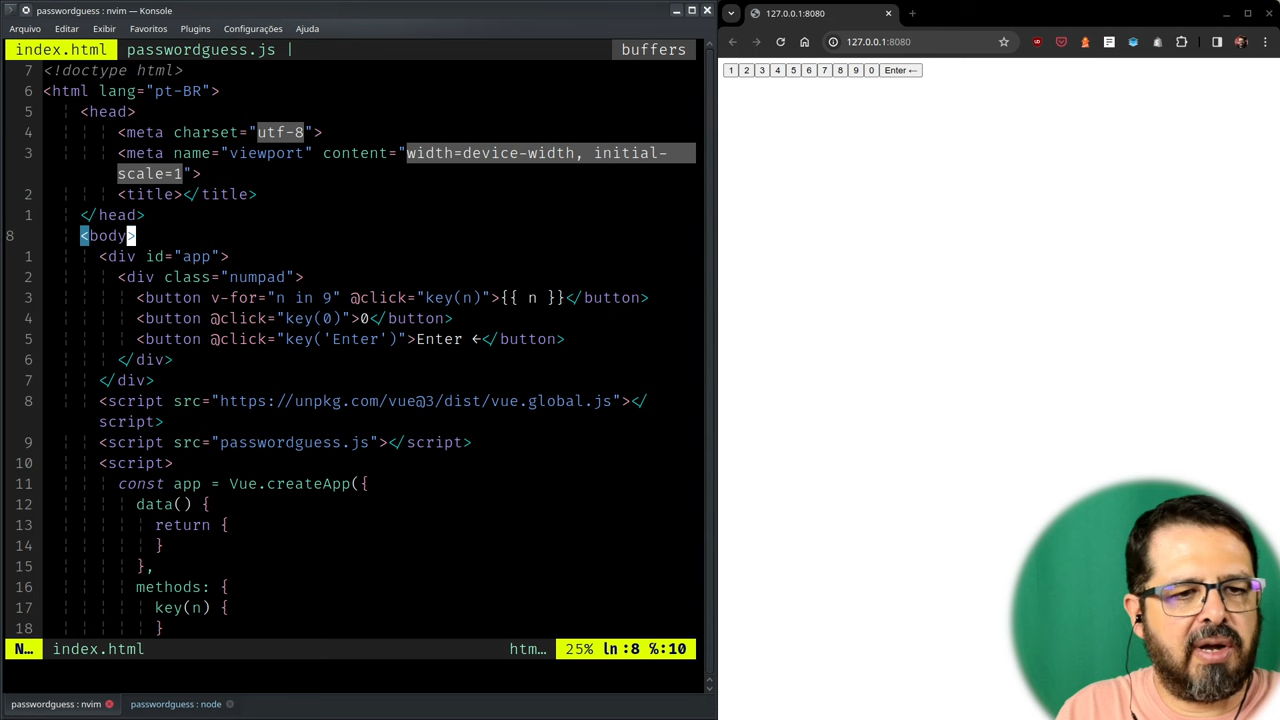 passwordguess: nvim — Konsole
Arquivo Editar Exibir Favoritos Plugins Configurações Ajuda
index.html passwordguess.js | buffers
7 <!doctype html>
6 <html lang="pt-BR">
5 <head>
4 <meta charset="utf-8">
3 <meta name="viewport" content="width=device-width, initial-
scale=1">
2 <title></title>
1 </head>
8 <body>
1 <div id="app">
2 <div class="numpad">
3 <button v-for="n in 9" @click="key(n)">{{ n }}</button>
4 <button @click="key(0)">0</button>
5 <button @click="key('Enter')">Enter ←</button>
6 </div>
7 </div>
8 <script src="https://unpkg.com/vue@3/dist/vue.global.js"></
script>
9 <script src="passwordguess.js"></script>
10 <script>
11 const app = Vue.createApp({
12 data() {
13 return {
14 }
15 },
16 methods: {
17 key(n) {
18 }
N... index.html htm... 25% ln:8 %:10
passwordguess: nvim passwordguess: node
127.0.0.1:8080
127.0.0.1:8080
1 2 3 4 5 6 7 8 9 0 Enter ←